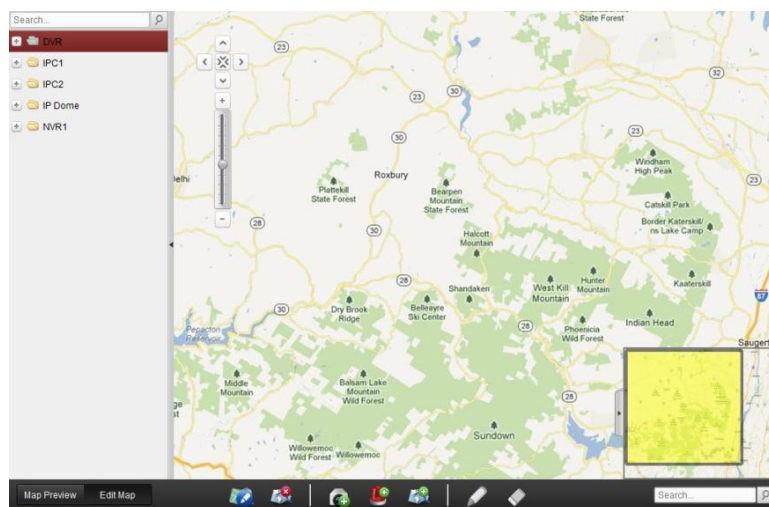 Search...
DVR
IPC1
IPC2
IP Dome
NVR1
State Forest
23
32
30
23
30
23
Windham
High Peak
elhi
Plattekill
State Forest
Roxbury
Bearpen
Mountain
State Forest
23
Catskill Park
28
30
Border Katerskill/
ns Lake Camp
Halcott
Mountain
28
Shandaken
West Kill
Mountain
Hunter
Mountain
Kaaterskill
87
30
Dry Brook
Ridge
Belleayre
Ski Center
28
Phoenicia
Wild Forest
Indian Head
Pepacton
Reservoir
Saugert
Middle
Mountain
Balsam Lake
Mountain
Wild Forest
28
ge
st
Sundown
Willowemoc
Wild Forest
Willowemoc
Map Preview
Edit Map
Search...